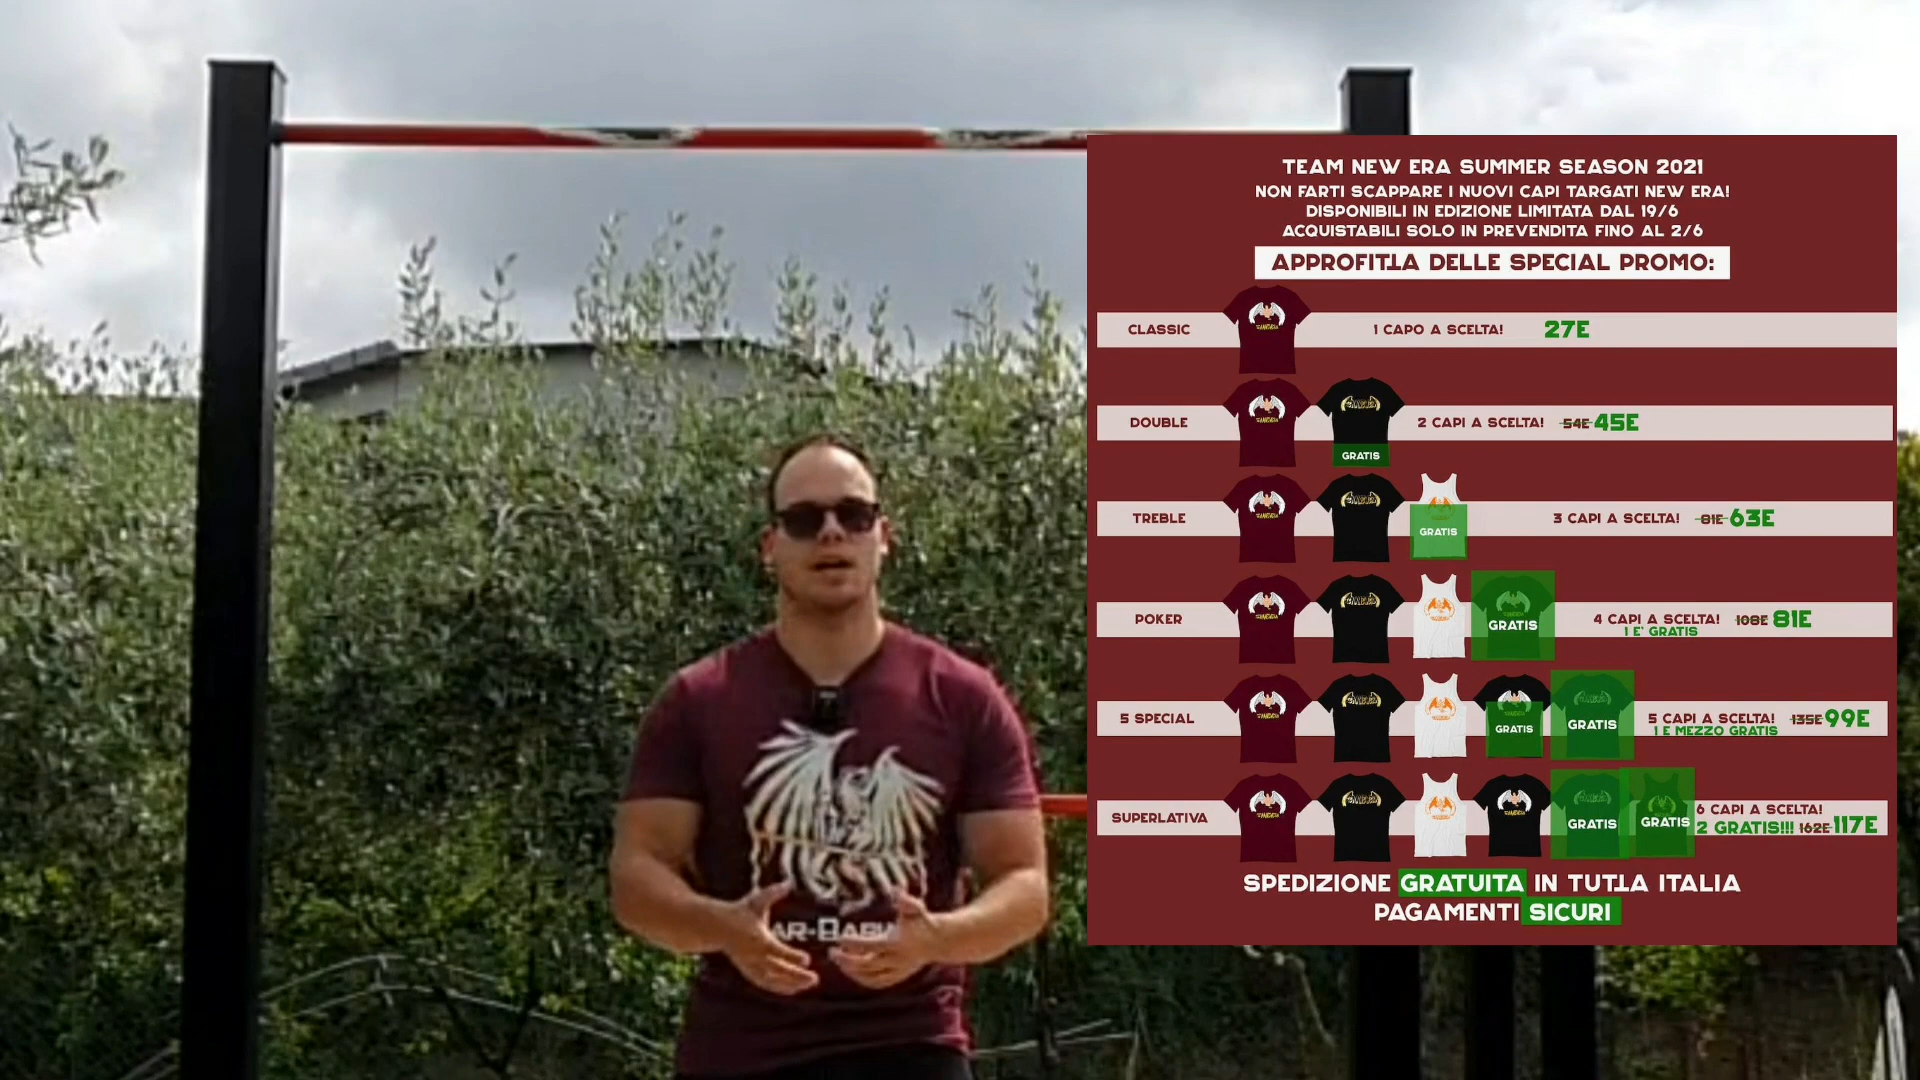 TEAM NEW ERA SUMMER SEASON 2021
NON FARTI SCAPPARE I NUOVI CAPI TARGATI NEW ERA!
DISPONIBILI IN EDIZIONE LIMITATA DAL 19/6
ACQUISTABILI SOLO IN PREVENDITA FINO AL 2/6
APPROFITTA DELLE SPECIAL PROMO:
CLASSIC 1 CAPO A SCELTA! 27E
DOUBLE GRATIS 2 CAPI A SCELTA! 54E 45E
TREBLE GRATIS 3 CAPI A SCELTA! 81E 63E
POKER GRATIS 4 CAPI A SCELTA! 108E 81E
1 E' GRATIS
5 SPECIAL GRATIS GRATIS 5 CAPI A SCELTA! 135E 99E
1 E MEZZO GRATIS
SUPERLATIVA GRATIS GRATIS 6 CAPI A SCELTA!
2 GRATIS!!! 162E 117E
SPEDIZIONE GRATUITA IN TUTTA ITALIA
PAGAMENTI SICURI